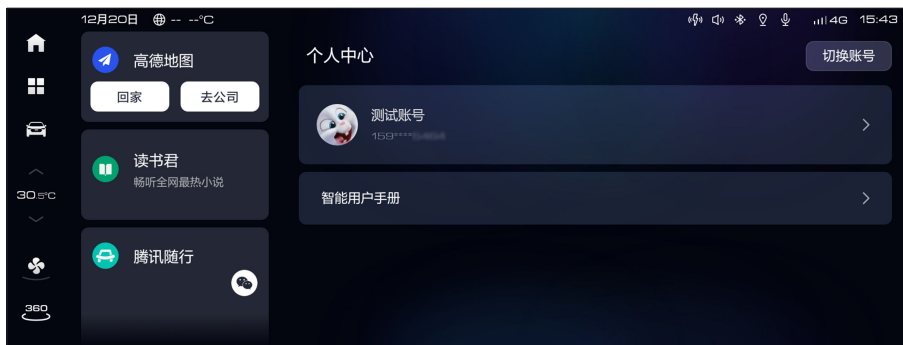 12月20日 -- --°C
4G 15:43
高德地图
回家 去公司
读书君
畅听全网最热小说
腾讯随行
30.5°C
360
个人中心
切换账号
测试账号
159****
智能用户手册